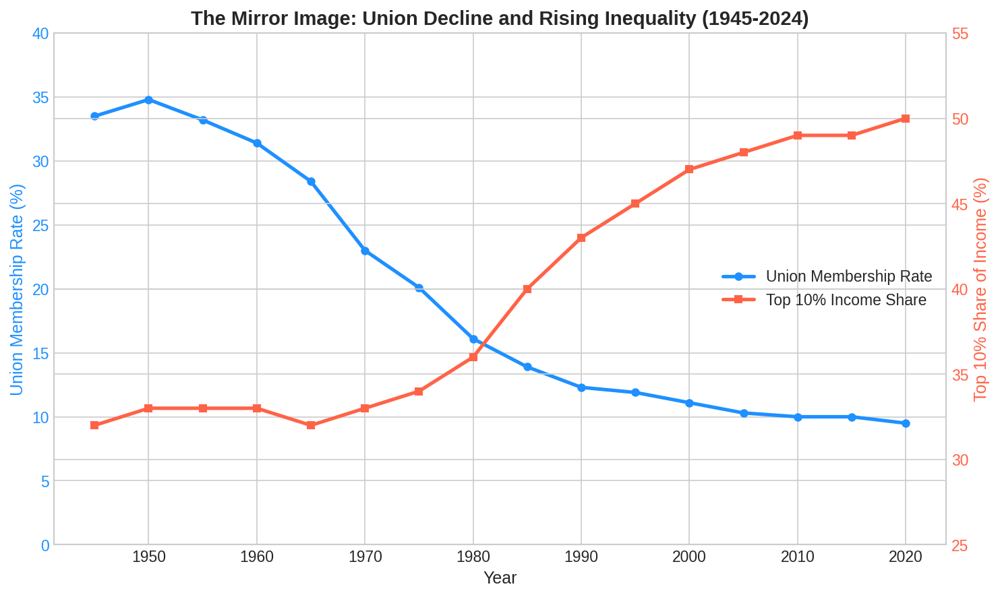 The Mirror Image: Union Decline and Rising Inequality (1945-2024)
Union Membership Rate (%)
40
35
30
25
20
15
10
5
0
55
50
45
40
35
30
25
Top 10% Share of Income (%)
Union Membership Rate
Top 10% Income Share
1950 1960 1970 1980 1990 2000 2010 2020
Year